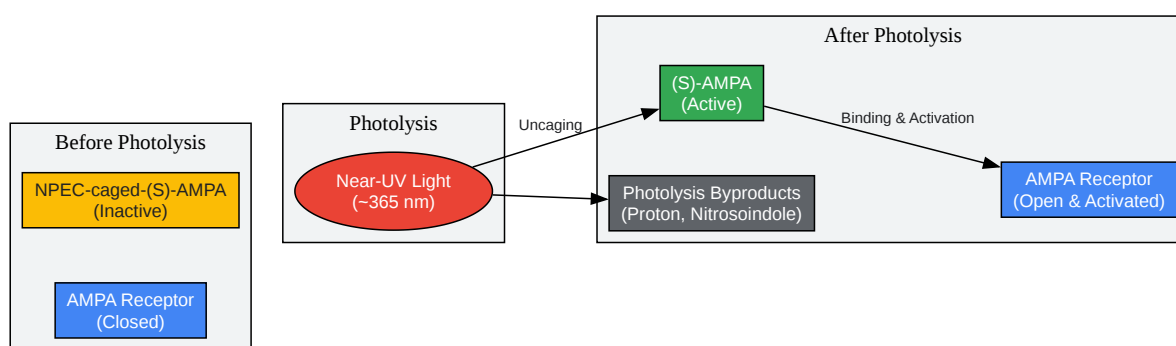 Before Photolysis
NPEC-caged-(S)-AMPA
(Inactive)
AMPA Receptor
(Closed)
Photolysis
Near-UV Light
(~365 nm)
Uncaging
After Photolysis
(S)-AMPA
(Active)
Binding & Activation
Photolysis Byproducts
(Proton, Nitrosoindole)
AMPA Receptor
(Open & Activated)